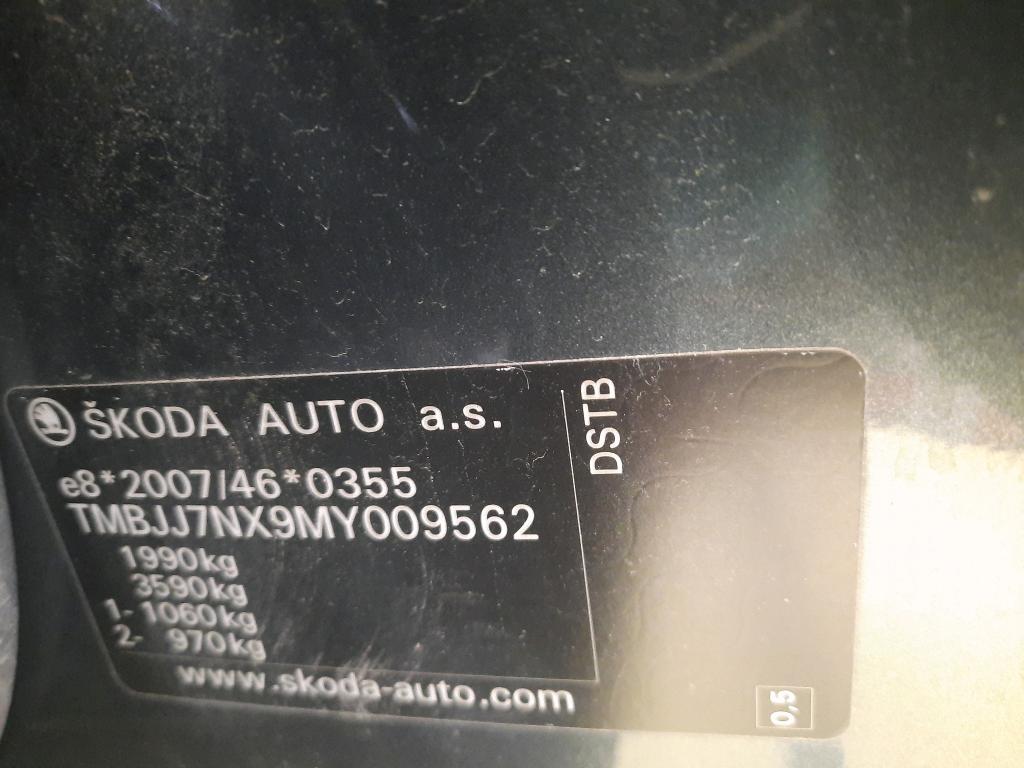 ŠKODA AUTO a.s.
e8*2007/46*0355
TMBJJ7NX9MY009562
1990kg
3590kg
1- 1060kg
2- 970kg
www.skoda-auto.com
DSTB
0,5